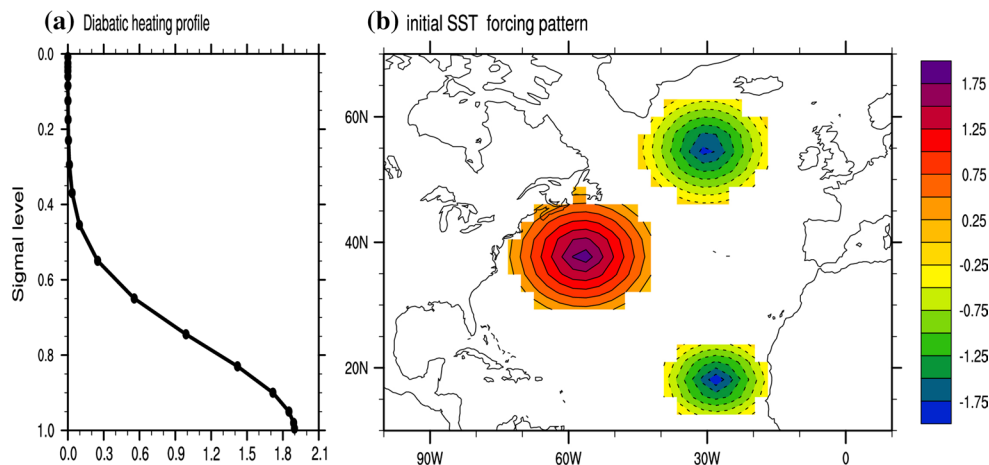 (a) Diabatic heating profile
0.0
0.2
0.4
0.6
0.8
1.0
Sigmal level
0.0 0.3 0.6 0.9 1.2 1.5 1.8 2.1
(b) initial SST forcing pattern
60N
40N
20N
90W 60W 30W 0
1.75
1.25
0.75
0.25
-0.25
-0.75
-1.25
-1.75